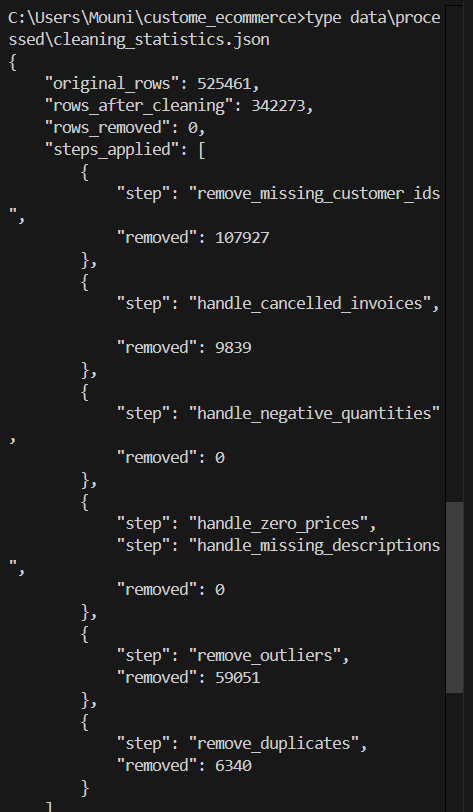 C:\Users\Mouni\custome_ecommerce>type data\proce
ssed\cleaning_statistics.json
{
    "original_rows": 525461,
    "rows_after_cleaning": 342273,
    "rows_removed": 0,
    "steps_applied": [
        {
            "step": "remove_missing_customer_ids
",
            "removed": 107927
        },
        {
            "step": "handle_cancelled_invoices",
            "removed": 9839
        },
        {
            "step": "handle_negative_quantities"
,
            "removed": 0
        },
        {
            "step": "handle_zero_prices",
            "step": "handle_missing_descriptions
",
            "removed": 0
        },
        {
            "step": "remove_outliers",
            "removed": 59051
        },
        {
            "step": "remove_duplicates",
            "removed": 6340
        }
    ]